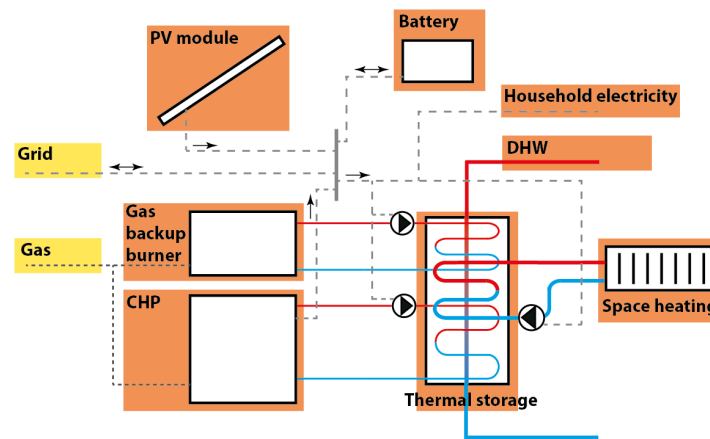 Battery
PV module
Household electricity
Grid
DHW
Gas
backup
burner
Gas
CHP
Space heating
Thermal storage